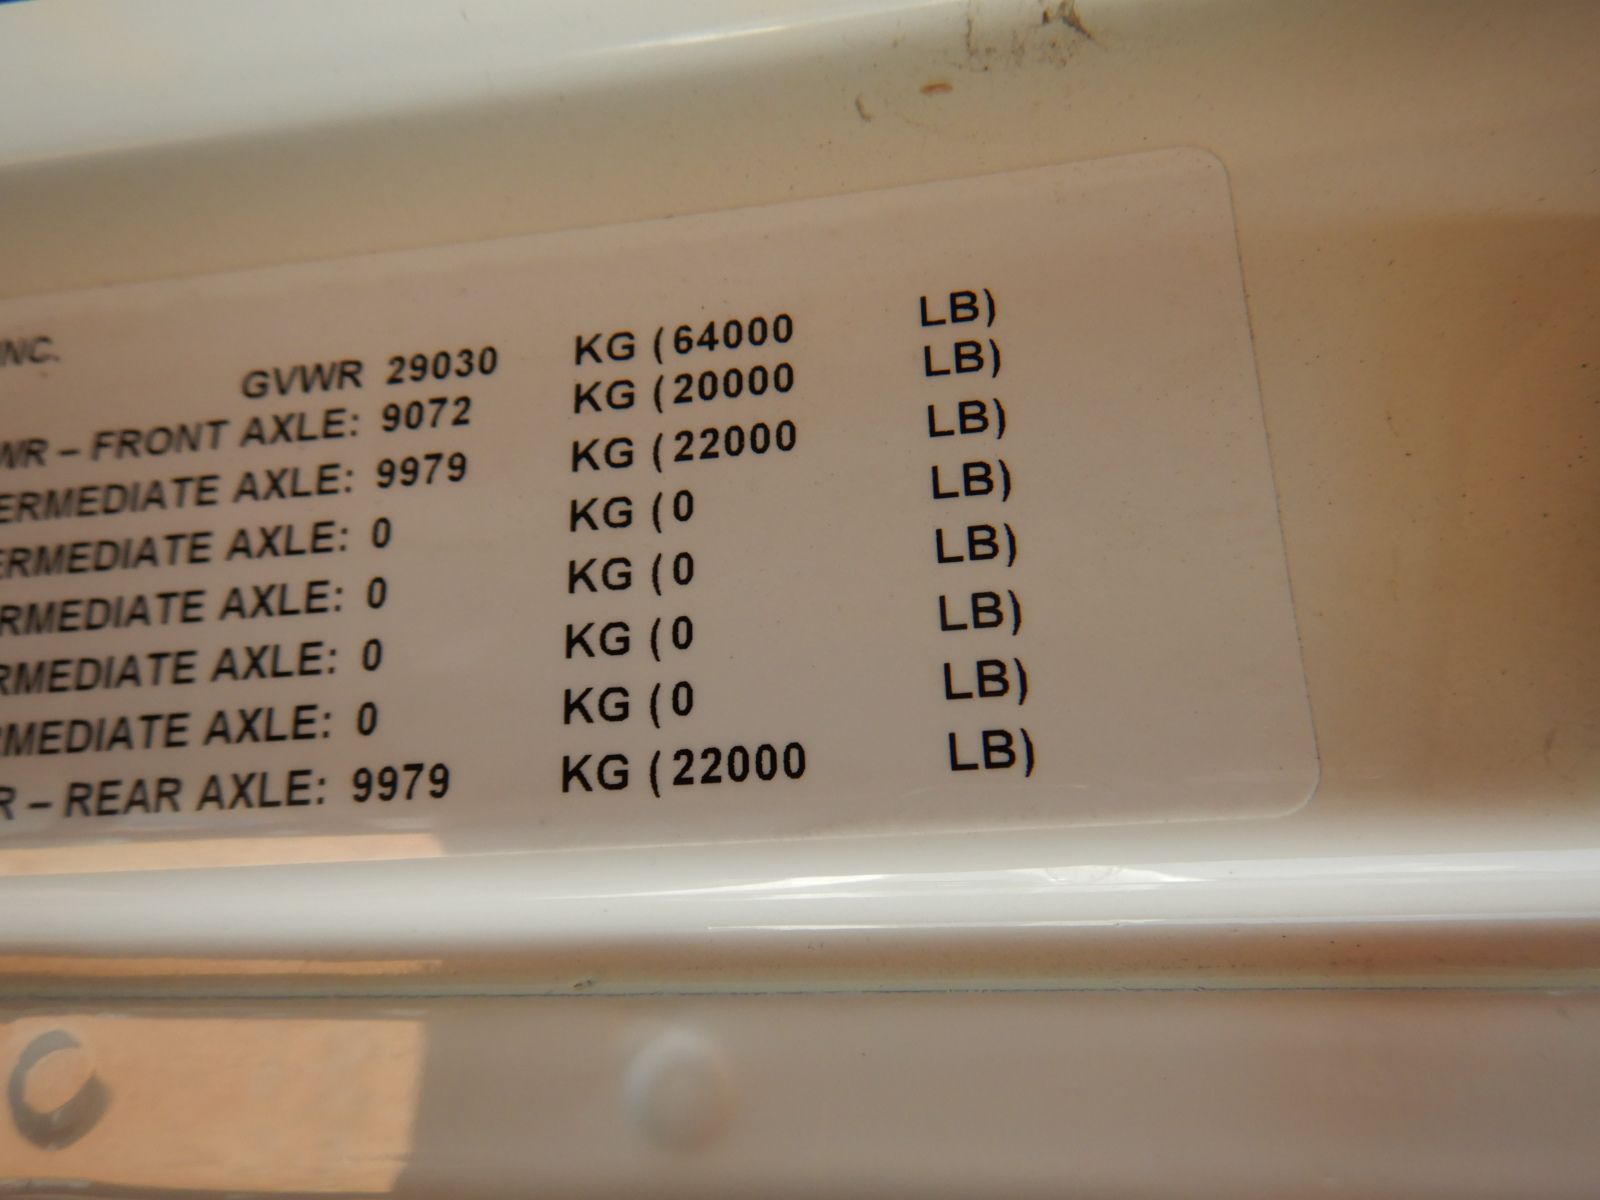 INC.
GVWR 29030 KG (64000 LB)
WR – FRONT AXLE: 9072 KG (20000 LB)
ERMEDIATE AXLE: 9979 KG (22000 LB)
ERMEDIATE AXLE: 0 KG (0 LB)
RMEDIATE AXLE: 0 KG (0 LB)
RMEDIATE AXLE: 0 KG (0 LB)
RMEDIATE AXLE: 0 KG (0 LB)
R – REAR AXLE: 9979 KG (22000 LB)